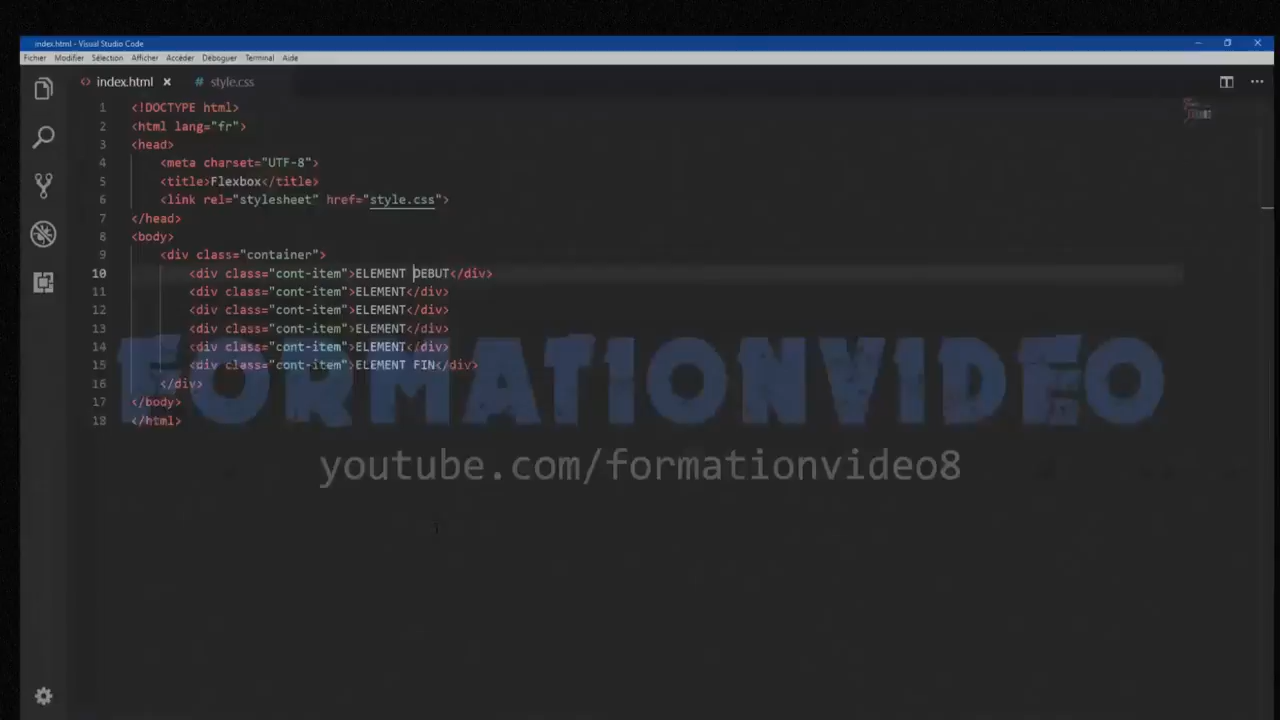 index.html - Visual Studio Code
Fichier Modifier Sélection Afficher Accéder Déboguer Terminal Aide
<> index.html × # style.css
1 <!DOCTYPE html>
2 <html lang="fr">
3 <head>
4 <meta charset="UTF-8">
5 <title>Flexbox</title>
6 <link rel="stylesheet" href="style.css">
7 </head>
8 <body>
9 <div class="container">
10 <div class="cont-item">ELEMENT DEBUT</div>
11 <div class="cont-item">ELEMENT</div>
12 <div class="cont-item">ELEMENT</div>
13 <div class="cont-item">ELEMENT</div>
14 <div class="cont-item">ELEMENT</div>
15 <div class="cont-item">ELEMENT FIN</div>
16 </div>
17 </body>
18 </html>
FORMATIONVIDEO
youtube.com/formationvideo8